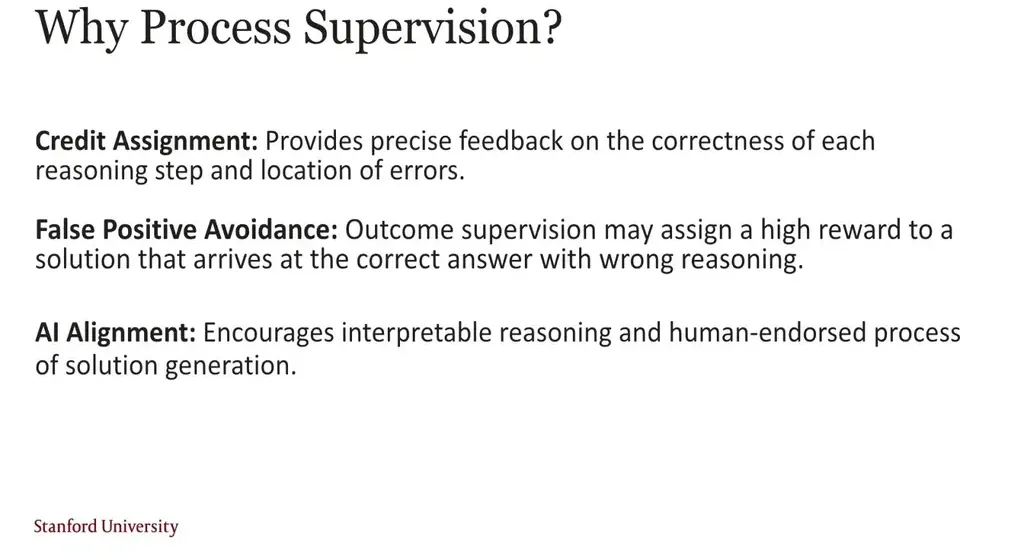 Why Process Supervision?
Credit Assignment: Provides precise feedback on the correctness of each
reasoning step and location of errors.
False Positive Avoidance: Outcome supervision may assign a high reward to a
solution that arrives at the correct answer with wrong reasoning.
AI Alignment: Encourages interpretable reasoning and human-endorsed process
of solution generation.
Stanford University